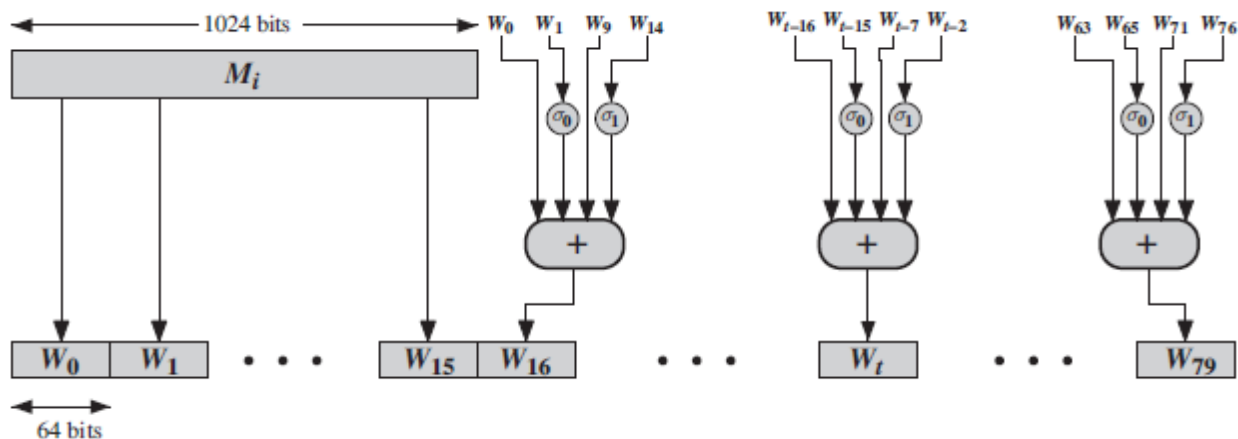 1024 bits
W0 W1 W9 W14
Wt–16 Wt–15 Wt–7 Wt–2
W63 W65 W71 W76
Mi
σ0 σ1
σ0 σ1
σ0 σ1
+ + +
W0 W1 • • • W15 W16 • • • Wt • • • W79
64 bits